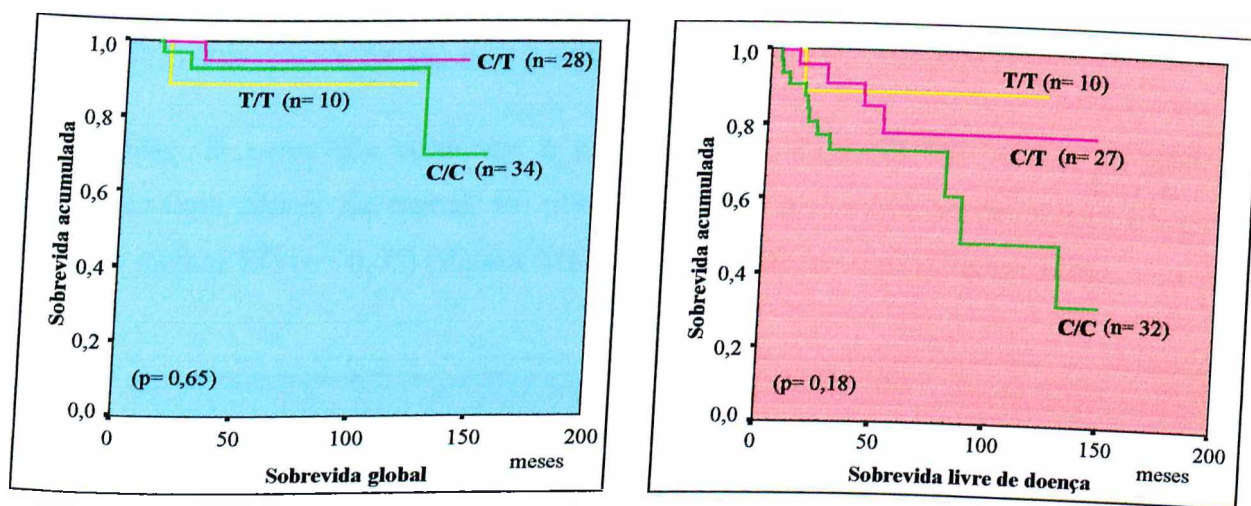 Sobrevida acumulada
1,0
0,8
0,6
0,4
0,2
0,0
C/T (n= 28)
T/T (n= 10)
C/C (n= 34)
(p= 0,65)
0 50 100 150 200
Sobrevida global meses
Sobrevida acumulada
1,0
0,8
0,6
0,4
0,2
0,0
T/T (n= 10)
C/T (n= 27)
C/C (n= 32)
(p= 0,18)
0 50 100 150 200
Sobrevida livre de doença meses